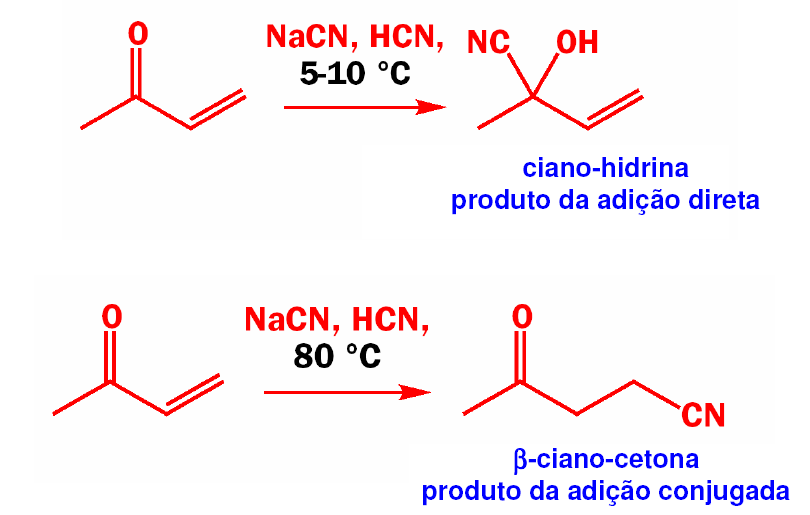 O
NaCN, HCN,
5-10 °C
NC OH
ciano-hidrina
produto da adição direta
O
NaCN, HCN,
80 °C
O
CN
β-ciano-cetona
produto da adição conjugada